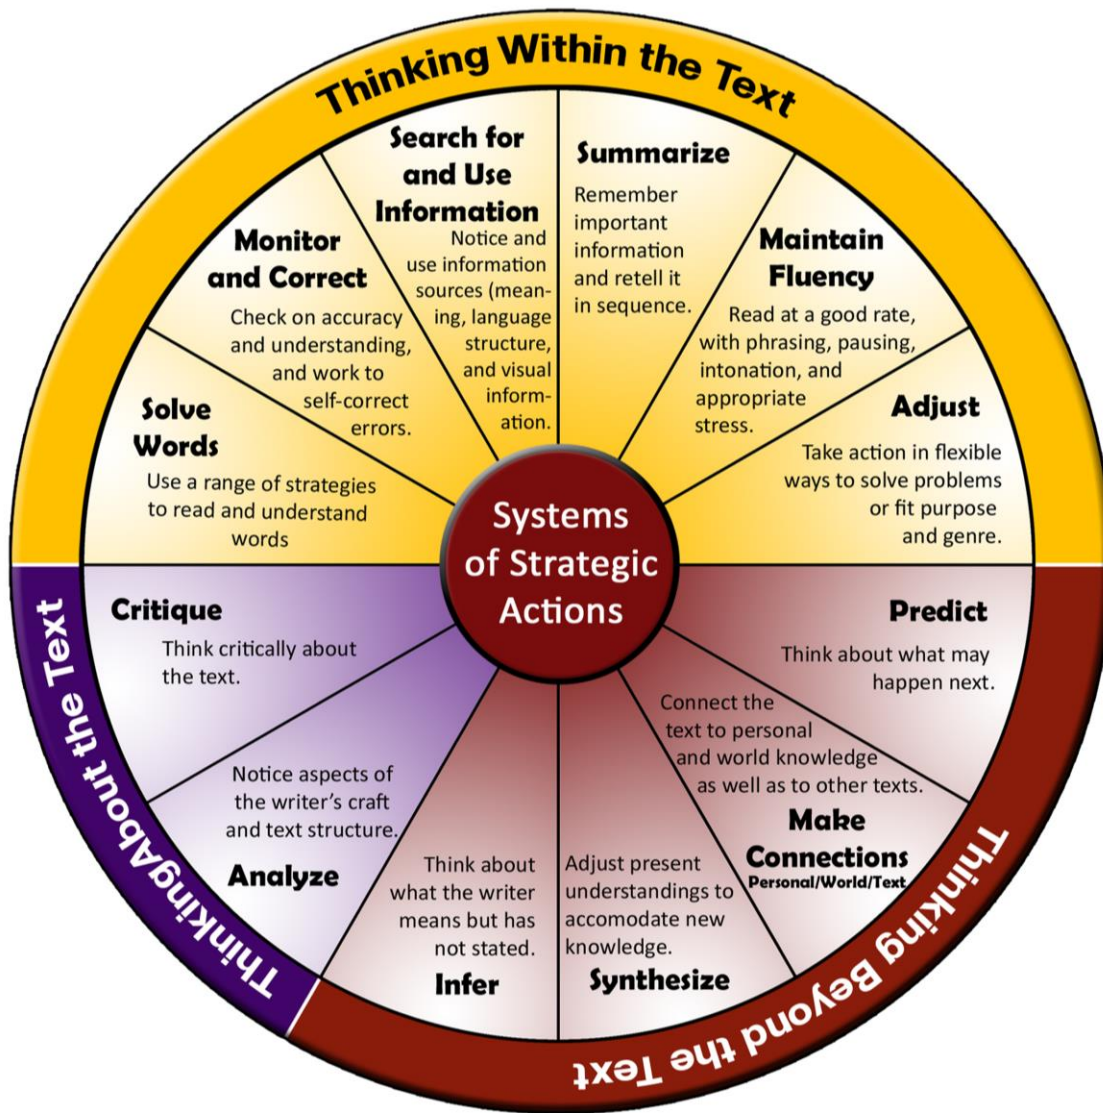 Thinking Within the Text
Solve
Words
Use a range of strategies
to read and understand
words
Monitor
and Correct
Check on accuracy
and understanding,
and work to
self-correct
errors.
Search for
and Use
Information
Notice and
use information
sources (mean-
ing, language
structure,
and visual
inform-
ation.
Summarize
Remember
important
information
and retell it
in sequence.
Maintain
Fluency
Read at a good rate,
with phrasing, pausing,
intonation, and
appropriate
stress.
Adjust
Take action in flexible
ways to solve problems
or fit purpose
and genre.
Systems
of Strategic
Actions
Thinking Beyond the Text
Predict
Think about what may
happen next.
Connect the
text to personal
and world knowledge
as well as to other texts.
Make
Connections
Personal/World/Text
Adjust present
understandings to
accomodate new
knowledge.
Synthesize
Think about
what the writer
means but has
not stated.
Infer
ThinkingAbout the Text
Notice aspects of
the writer's craft
and text structure.
Analyze
Critique
Think critically about
the text.